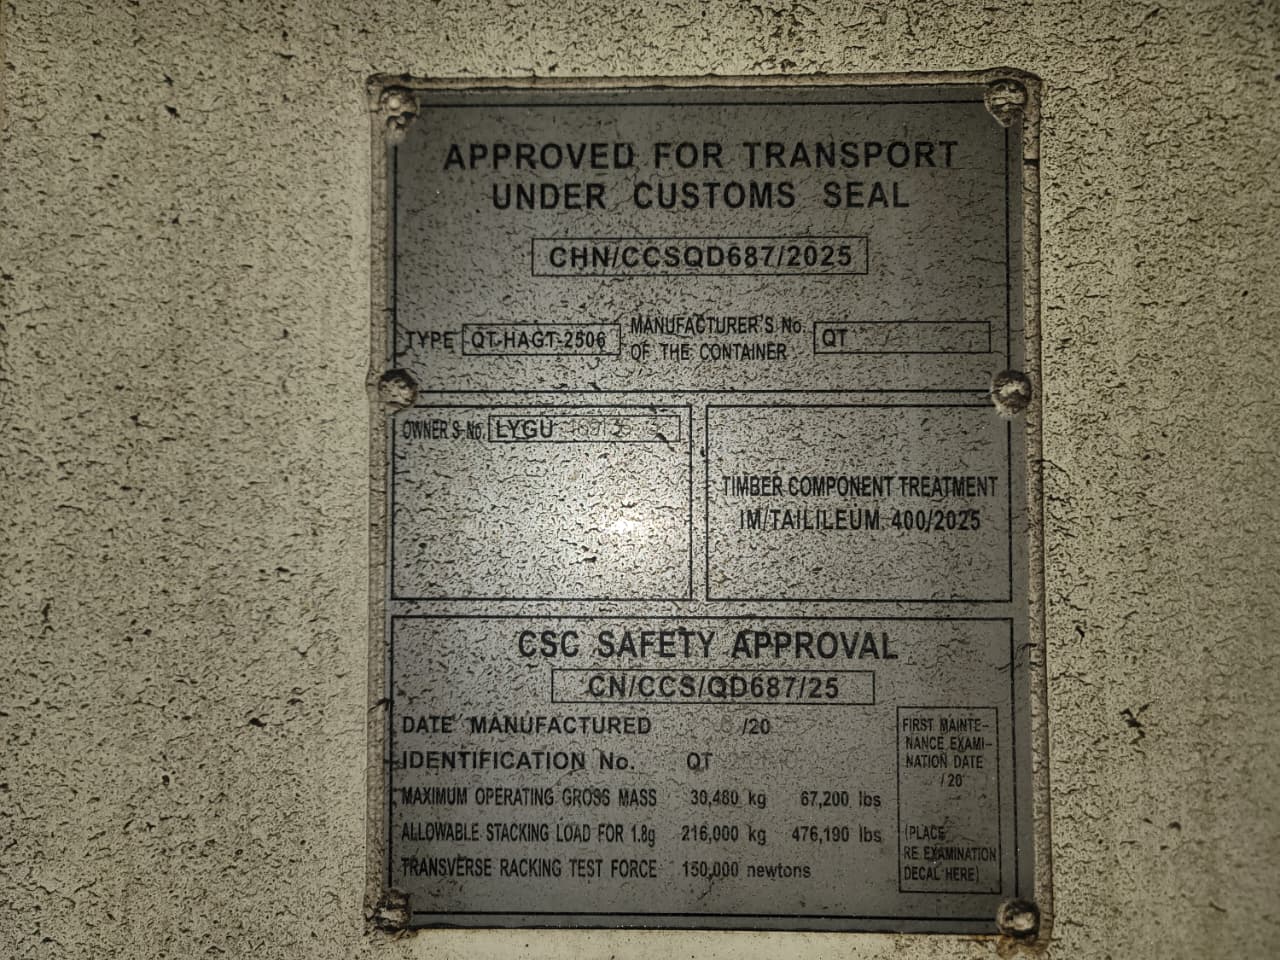 APPROVED FOR TRANSPORT
UNDER CUSTOMS SEAL
CHN/CCSQD687/2025
TYPE QT-HAGT-2506
MANUFACTURER'S No.
OF THE CONTAINER
QT
OWNER'S No. LYGU
TIMBER COMPONENT TREATMENT
IM/TAILILEUM 400/2025
CSC SAFETY APPROVAL
CN/CCS/QD687/25
DATE MANUFACTURED /20
IDENTIFICATION No. QT
MAXIMUM OPERATING GROSS MASS 30,480 kg 67,200 lbs
ALLOWABLE STACKING LOAD FOR 1.8g 216,000 kg 476,190 lbs
TRANSVERSE RACKING TEST FORCE 150,000 newtons
FIRST MAINTE-
NANCE EXAMI-
NATION DATE
/20
(PLACE
RE EXAMINATION
DECAL HERE)